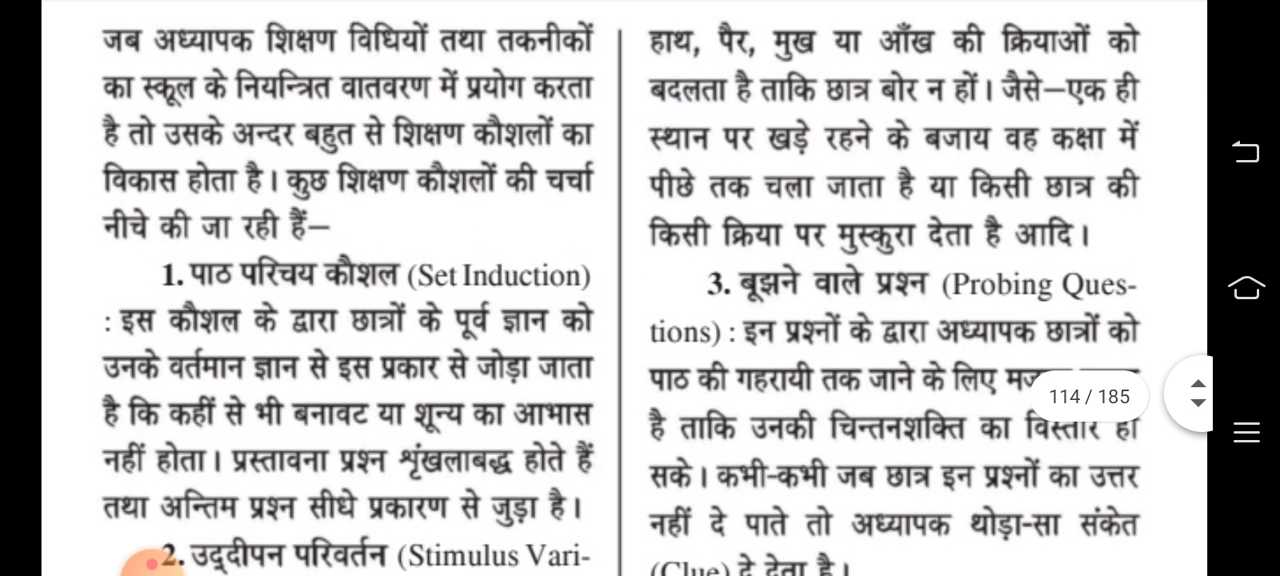 जब अध्यापक शिक्षण विधियों तथा तकनीकों
का स्कूल के नियन्त्रित वातवरण में प्रयोग करता
है तो उसके अन्दर बहुत से शिक्षण कौशलों का
विकास होता है। कुछ शिक्षण कौशलों की चर्चा
नीचे की जा रही हैं–
1. पाठ परिचय कौशल (Set Induction)
: इस कौशल के द्वारा छात्रों के पूर्व ज्ञान को
उनके वर्तमान ज्ञान से इस प्रकार से जोड़ा जाता
है कि कहीं से भी बनावट या शून्य का आभास
नहीं होता। प्रस्तावना प्रश्न शृंखलाबद्ध होते हैं
तथा अन्तिम प्रश्न सीधे प्रकारण से जुड़ा है।
2. उद्दीपन परिवर्तन (Stimulus Vari-
हाथ, पैर, मुख या आँख की क्रियाओं को
बदलता है ताकि छात्र बोर न हों। जैसे–एक ही
स्थान पर खड़े रहने के बजाय वह कक्षा में
पीछे तक चला जाता है या किसी छात्र की
किसी क्रिया पर मुस्कुरा देता है आदि।
3. बूझने वाले प्रश्न (Probing Ques-
tions) : इन प्रश्नों के द्वारा अध्यापक छात्रों को
पाठ की गहरायी तक जाने के लिए
है ताकि उनकी चिन्तनशक्ति का विस्तार हो
सके। कभी-कभी जब छात्र इन प्रश्नों का उत्तर
नहीं दे पाते तो अध्यापक थोड़ा-सा संकेत
(Clue) दे देता है।
114 / 185